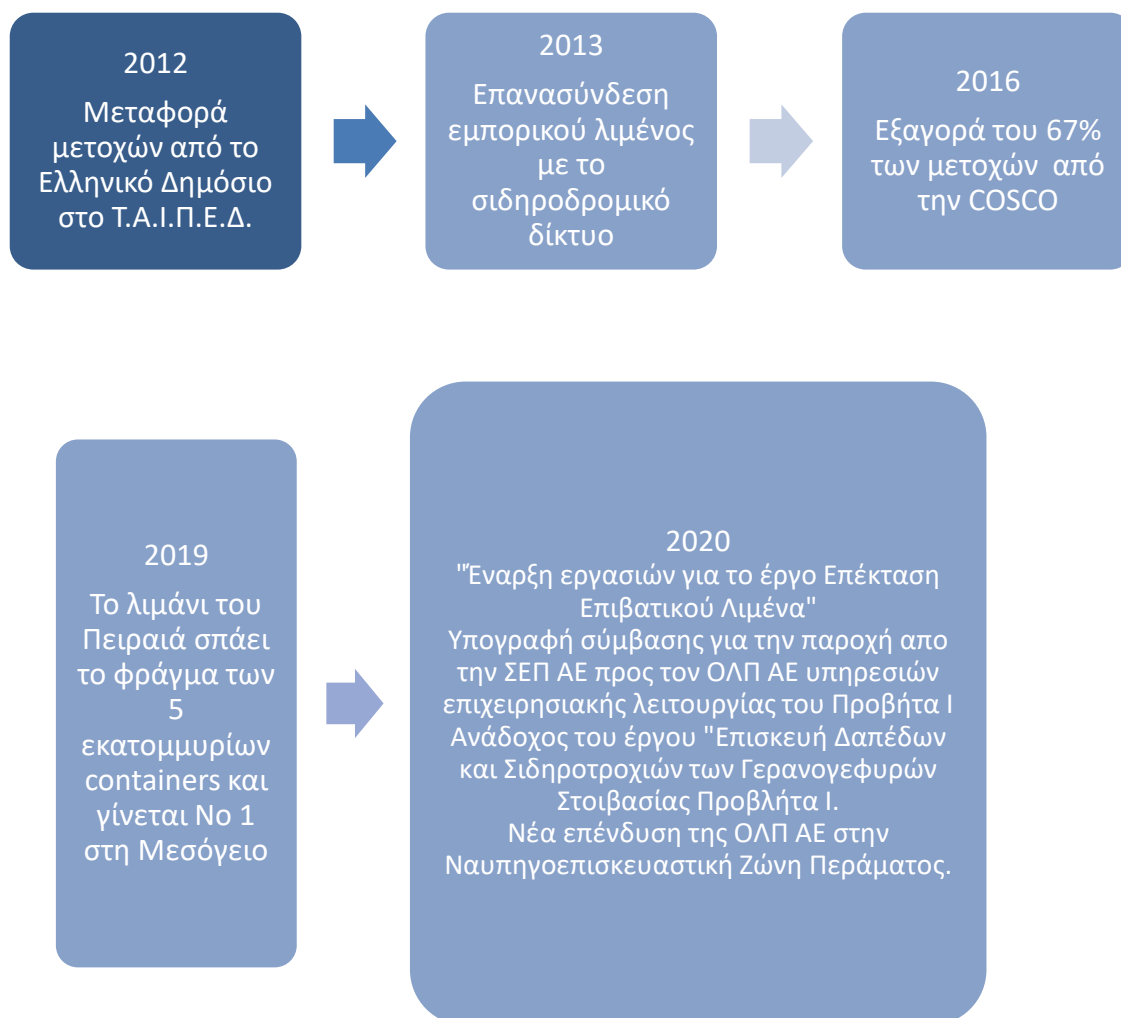 2012
Μεταφορά
μετοχών από το
Ελληνικό Δημόσιο
στο Τ.Α.Ι.Π.Ε.Δ.
2013
Επανασύνδεση
εμπορικού λιμένος
με το
σιδηροδρομικό
δίκτυο
2016
Εξαγορά του 67%
των μετοχών από
την COSCO
2019
Το λιμάνι του
Πειραιά σπάει
το φράγμα των
5
εκατομμυρίων
containers και
γίνεται Νο 1
στη Μεσόγειο
2020
"Έναρξη εργασιών για το έργο Επέκταση
Επιβατικού Λιμένα"
Υπογραφή σύμβασης για την παροχή απο
την ΣΕΠ ΑΕ προς τον ΟΛΠ ΑΕ υπηρεσιών
επιχειρησιακής λειτουργίας του Προβήτα Ι
Ανάδοχος του έργου "Επισκευή Δαπέδων
και Σιδηροτροχιών των Γερανογεφυρών
Στοιβασίας Προβλήτα Ι.
Νέα επένδυση της ΟΛΠ ΑΕ στην
Ναυπηγοεπισκευαστική Ζώνη Περάματος.